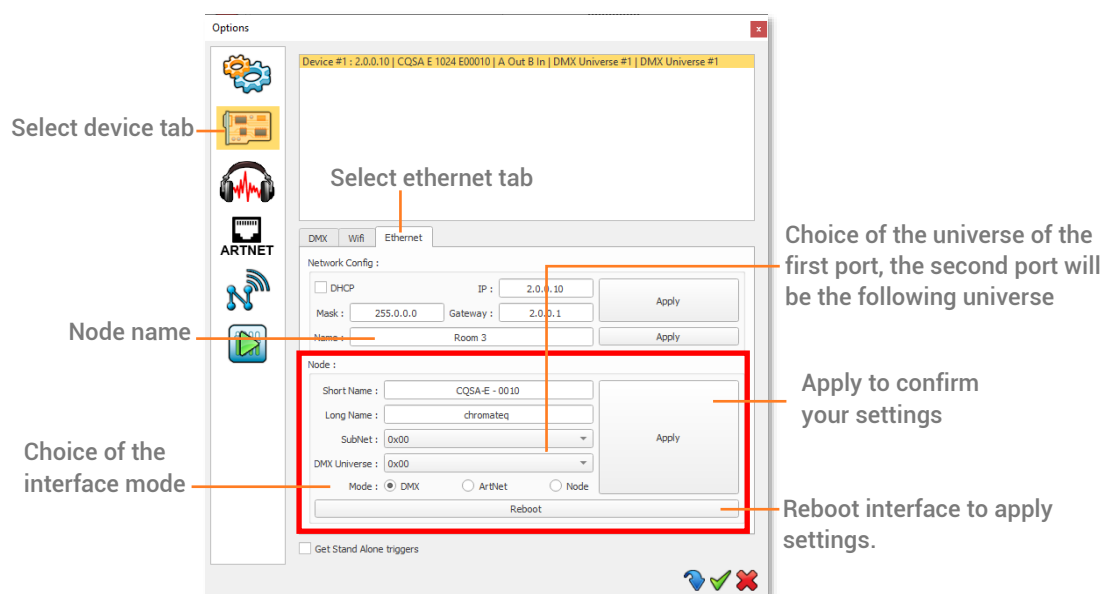 Options
x
Device #1 : 2.0.0.10 | CQSA E 1024 E00010 | A Out B In | DMX Universe #1 | DMX Universe #1
Select device tab
Select ethernet tab
ARTNET
DMX Wifi Ethernet
Choice of the universe of the
first port, the second port will
be the following universe
Network Config :
DHCP IP : 2.0.0.10
Apply
Mask : 255.0.0.0 Gateway : 2.0.0.1
Node name
Name : Room 3 Apply
Node :
Short Name : CQSA-E - 0010
Long Name : chromateq
Apply to confirm
your settings
SubNet : 0x00 Apply
DMX Universe : 0x00
Choice of the
interface mode
Mode : DMX ArtNet Node
Reboot
Reboot interface to apply
settings.
Get Stand Alone triggers